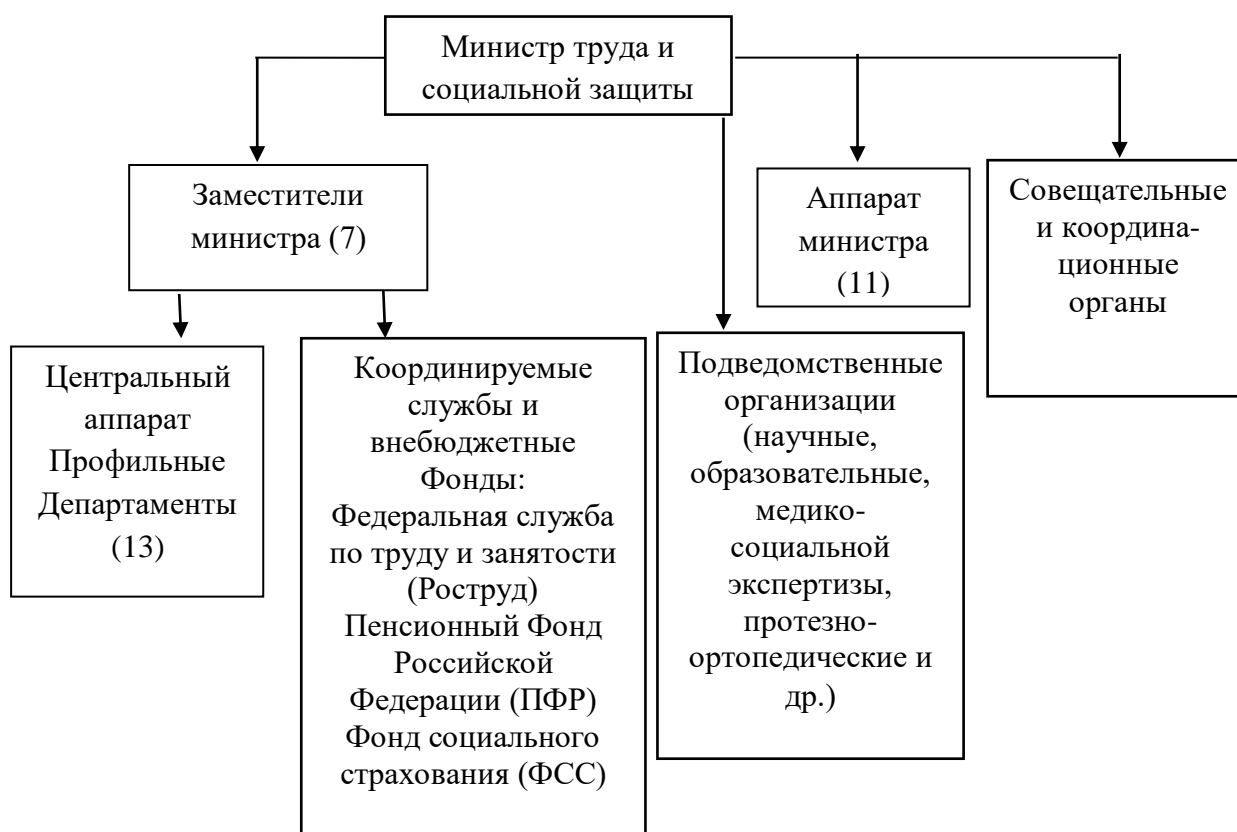 Министр труда и
социальной защиты
Заместители
министра (7)
Аппарат
министра
(11)
Совещательные
и координа-
ционные
органы
Центральный
аппарат
Профильные
Департаменты
(13)
Координируемые
службы и
внебюджетные
Фонды:
Федеральная служба
по труду и занятости
(Роструд)
Пенсионный Фонд
Российской
Федерации (ПФР)
Фонд социального
страхования (ФСС)
Подведомственные
организации
(научные,
образовательные,
медико-
социальной
экспертизы,
протезно-
ортопедические и
др.)